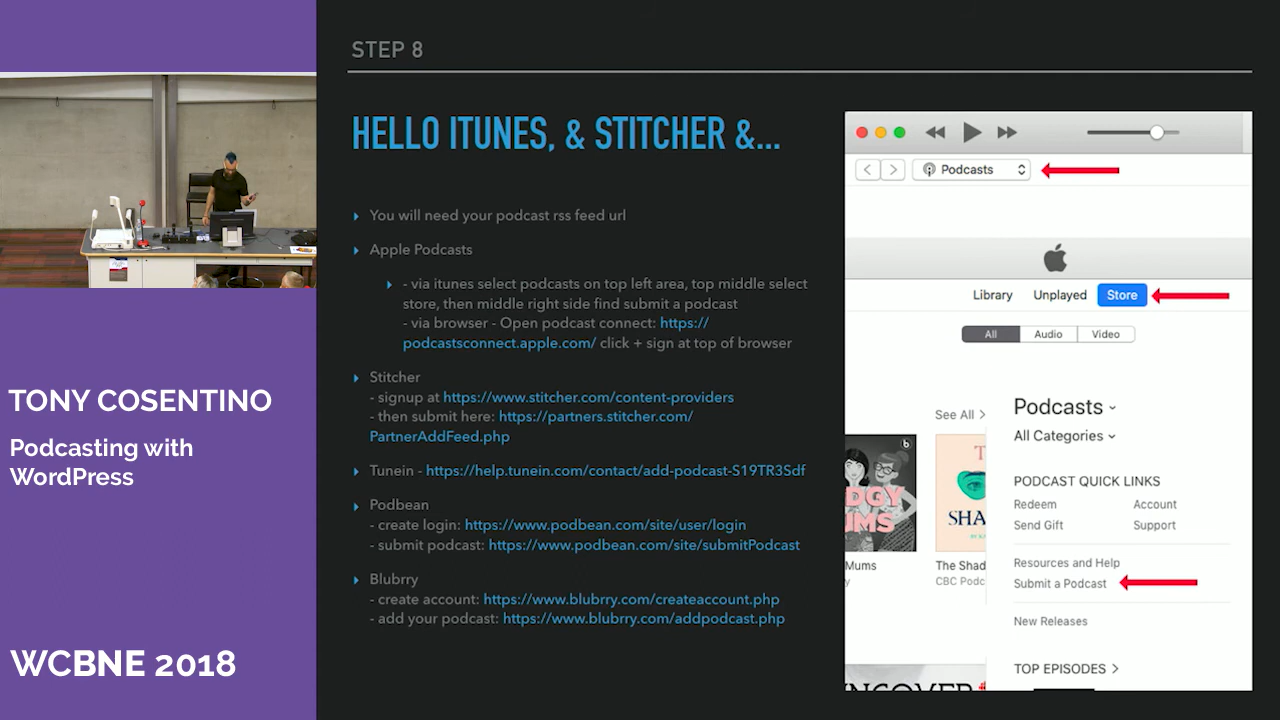 STEP 8
HELLO ITUNES, & STITCHER &...
You will need your podcast rss feed url
Apple Podcasts
- via itunes select podcasts on top left area, top middle select
store, then middle right side find submit a podcast
- via browser - Open podcast connect: https://
podcastsconnect.apple.com/ click + sign at top of browser
Stitcher
- signup at https://www.stitcher.com/content-providers
- then submit here: https://partners.stitcher.com/
PartnerAddFeed.php
Tunein - https://help.tunein.com/contact/add-podcast-S19TR3Sdf
Podbean
- create login: https://www.podbean.com/site/user/login
- submit podcast: https://www.podbean.com/site/submitPodcast
Blubrry
- create account: https://www.blubrry.com/createaccount.php
- add your podcast: https://www.blubrry.com/addpodcast.php
Podcasts
Library Unplayed Store
All Audio Video
See All >
Podcasts
All Categories
PODCAST QUICK LINKS
Redeem Account
Send Gift Support
Resources and Help
Submit a Podcast
New Releases
TOP EPISODES >
b
DGY
MS
SHA
Mums
The Shad
CBC Podc
NCOVER
TONY COSENTINO
Podcasting with
WordPress
WCBNE 2018